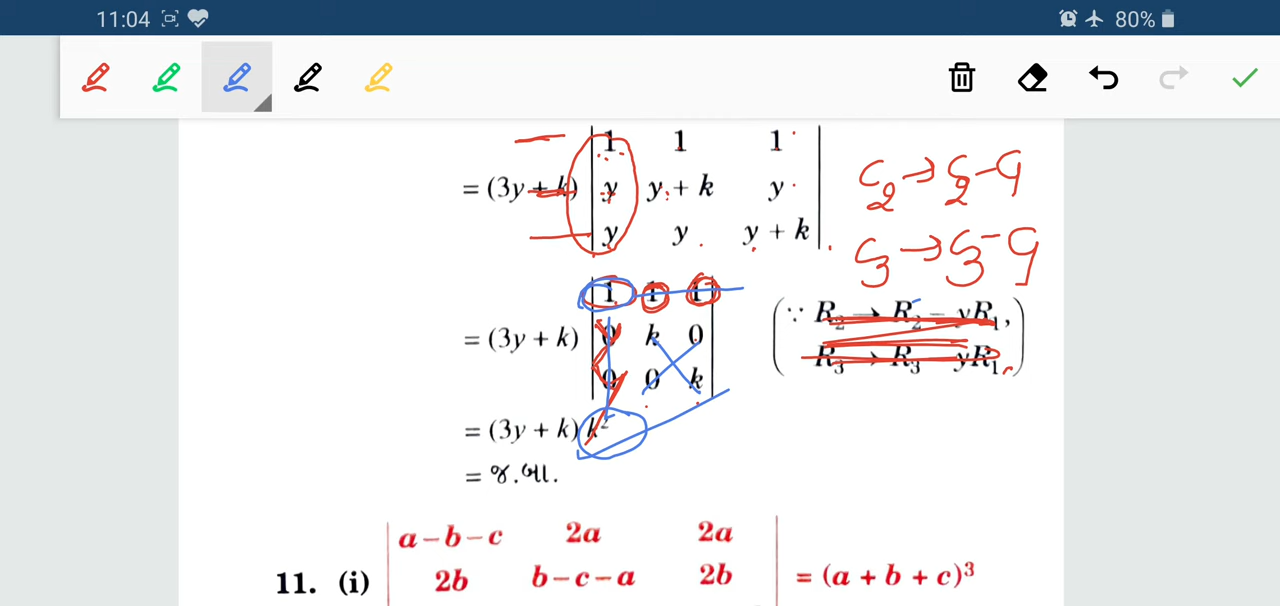 11:04 80%
1 1 1
= (3y + k) y y + k y
y y y + k
C₂ → C₂ - C₁
C₃ → C₃ - C₁
1 1 1
= (3y + k) 0 k 0
0 0 k
(∵ R₂ → R₂ – yR₁,
R₃ → R₃ yR₁)
= (3y + k) k²
= જ.બા.
11. (i) a – b – c 2a 2a
2b b – c – a 2b = (a + b + c)³